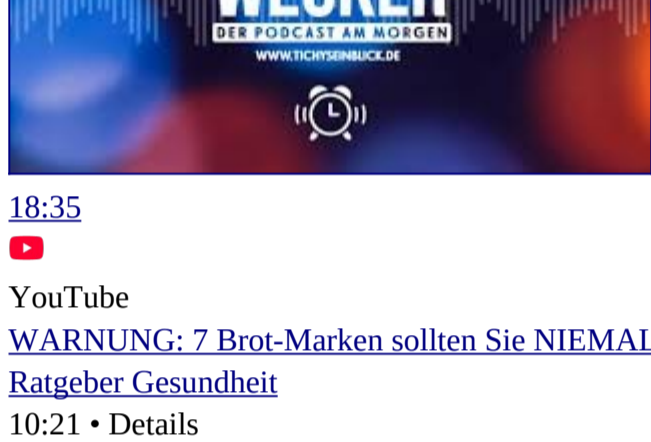 DER PODCAST AM MORGEN
WWW.TICHYSEINBLICK.DE
18:35
YouTube
WARNUNG: 7 Brot-Marken sollten Sie
Ratgeber Gesundheit
10:21 • Details